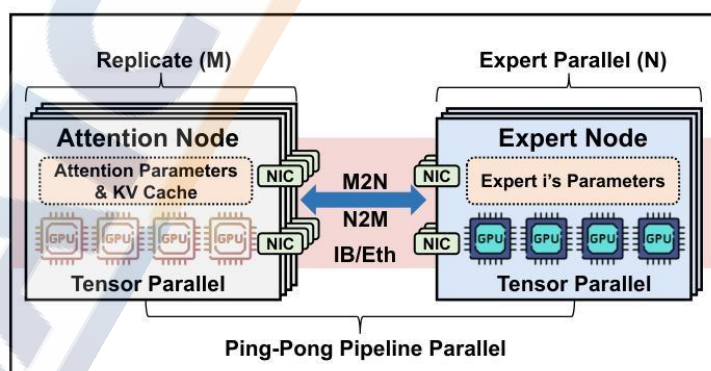 Replicate (M)
Expert Parallel (N)
Attention Node
Attention Parameters
& KV Cache
NIC
GPU GPU GPU GPU
NIC
Tensor Parallel
M2N
N2M
IB/Eth
Expert Node
NIC
Expert i's Parameters
NIC
GPU GPU GPU GPU
Tensor Parallel
Ping-Pong Pipeline Parallel